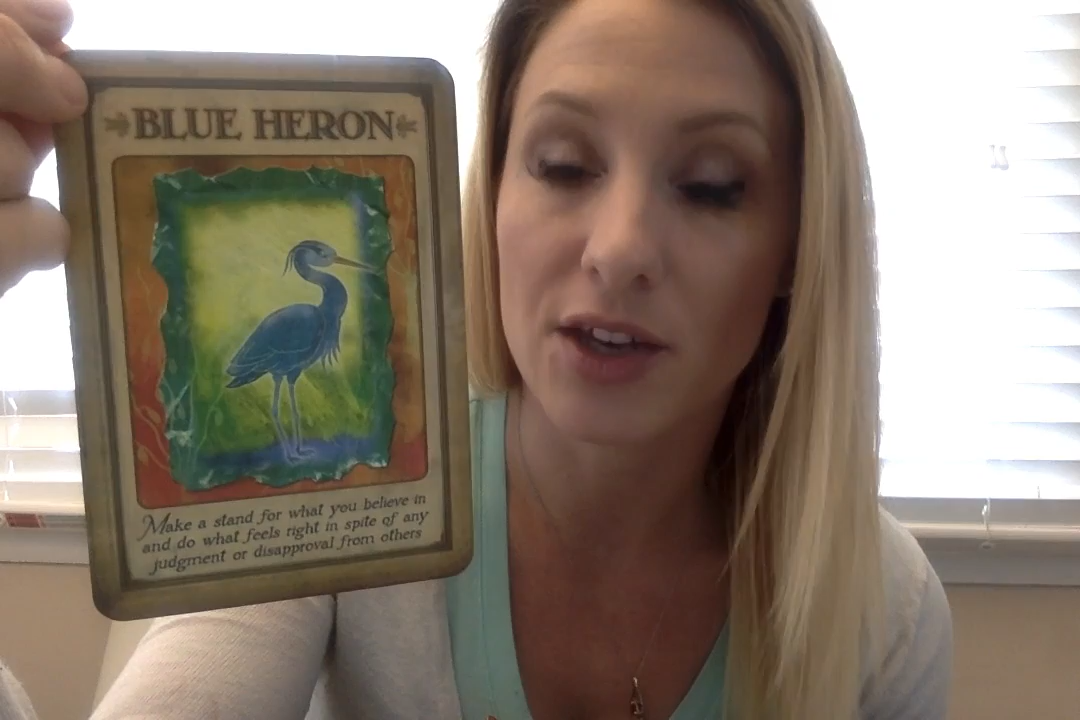 BLUE HERON
Make a stand for what you believe in
and do what feels right in spite of any
judgment or disapproval from others